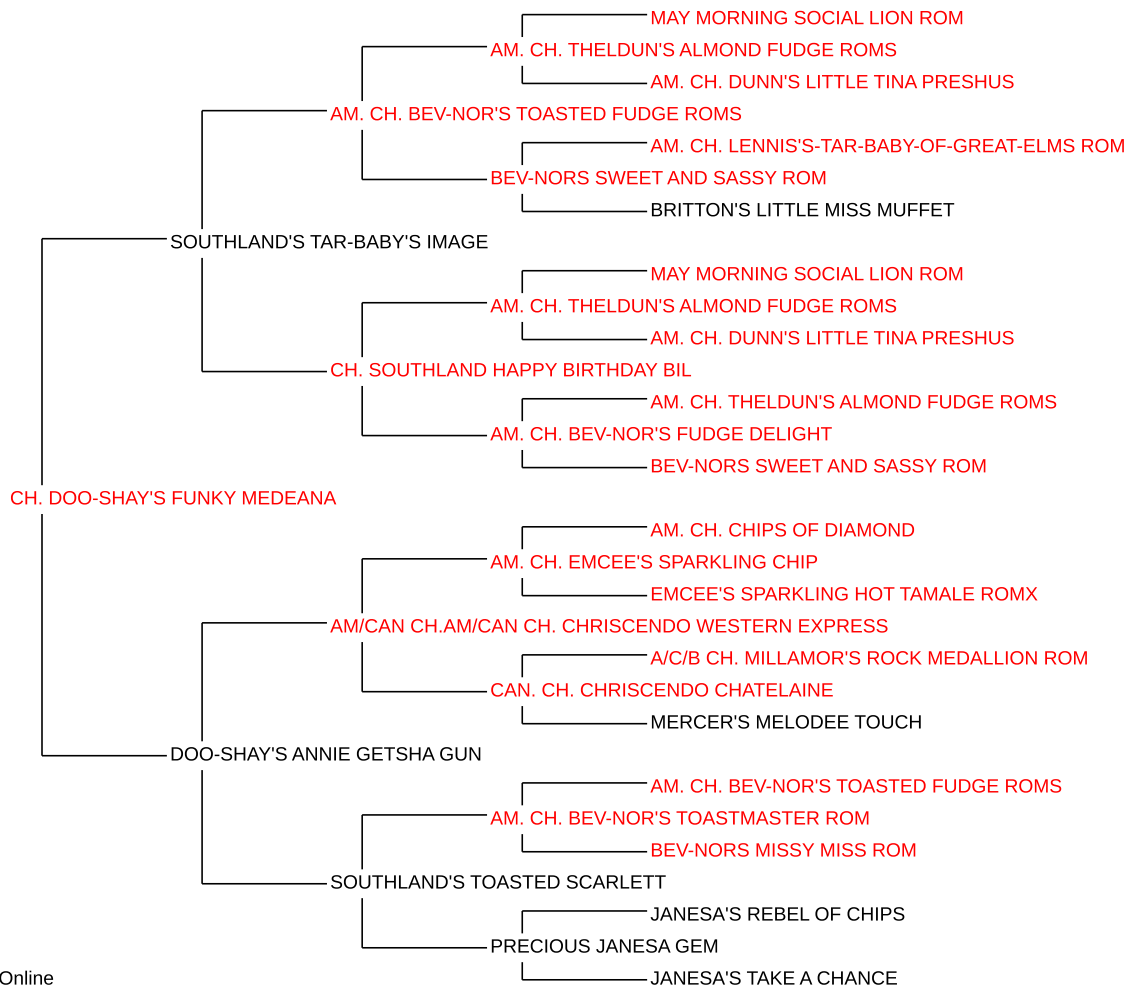 MAY MORNING SOCIAL LION ROM
AM. CH. THELDUN'S ALMOND FUDGE ROMS
AM. CH. DUNN'S LITTLE TINA PRESHUS
AM. CH. BEV-NOR'S TOASTED FUDGE ROMS
AM. CH. LENNIS'S-TAR-BABY-OF-GREAT-ELMS ROM
BEV-NORS SWEET AND SASSY ROM
BRITTON'S LITTLE MISS MUFFET
SOUTHLAND'S TAR-BABY'S IMAGE
MAY MORNING SOCIAL LION ROM
AM. CH. THELDUN'S ALMOND FUDGE ROMS
AM. CH. DUNN'S LITTLE TINA PRESHUS
CH. SOUTHLAND HAPPY BIRTHDAY BIL
AM. CH. THELDUN'S ALMOND FUDGE ROMS
AM. CH. BEV-NOR'S FUDGE DELIGHT
BEV-NORS SWEET AND SASSY ROM
CH. DOO-SHAY'S FUNKY MEDEANA
AM. CH. CHIPS OF DIAMOND
AM. CH. EMCEE'S SPARKLING CHIP
EMCEE'S SPARKLING HOT TAMALE ROMX
AM/CAN CH.AM/CAN CH. CHRISCENDO WESTERN EXPRESS
A/C/B CH. MILLAMOR'S ROCK MEDALLION ROM
CAN. CH. CHRISCENDO CHATELAINE
MERCER'S MELODEE TOUCH
DOO-SHAY'S ANNIE GETSHA GUN
AM. CH. BEV-NOR'S TOASTED FUDGE ROMS
AM. CH. BEV-NOR'S TOASTMASTER ROM
BEV-NORS MISSY MISS ROM
SOUTHLAND'S TOASTED SCARLETT
JANESA'S REBEL OF CHIPS
PRECIOUS JANESA GEM
JANESA'S TAKE A CHANCE
Online